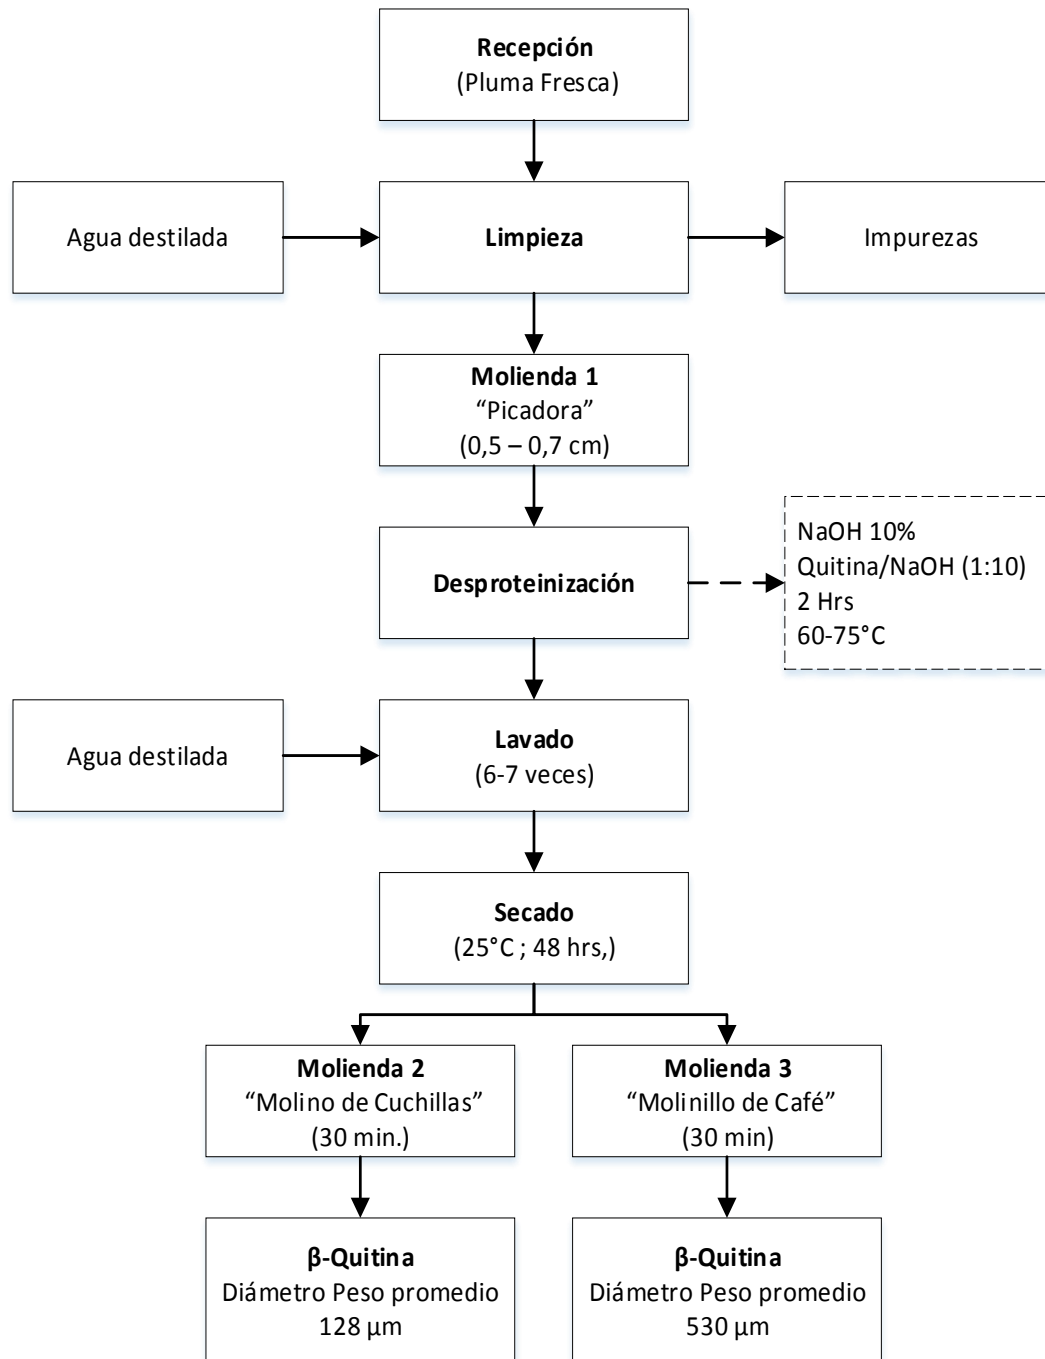 Recepción
(Pluma Fresca)
Agua destilada
Limpieza
Impurezas
Molienda 1
“Picadora”
(0,5 – 0,7 cm)
Desproteinización
NaOH 10%
Quitina/NaOH (1:10)
2 Hrs
60-75°C
Agua destilada
Lavado
(6-7 veces)
Secado
(25°C ; 48 hrs,)
Molienda 2
“Molino de Cuchillas”
(30 min.)
Molienda 3
“Molinillo de Café”
(30 min)
β-Quitina
Diámetro Peso promedio
128 µm
β-Quitina
Diámetro Peso promedio
530 µm